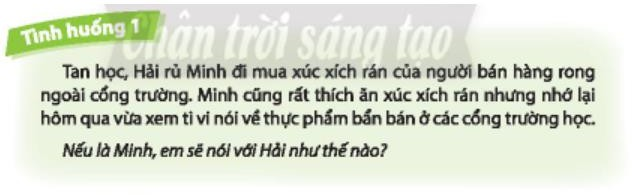 Tình huống 1
Chân trời sáng tạo
Tan học, Hải rủ Minh đi mua xúc xích rán của người bán hàng rong
ngoài cổng trường. Minh cũng rất thích ăn xúc xích rán nhưng nhớ lại
hôm qua vừa xem ti vi nói về thực phẩm bẩn bán ở các cổng trường học.
Nếu là Minh, em sẽ nói với Hải như thế nào?